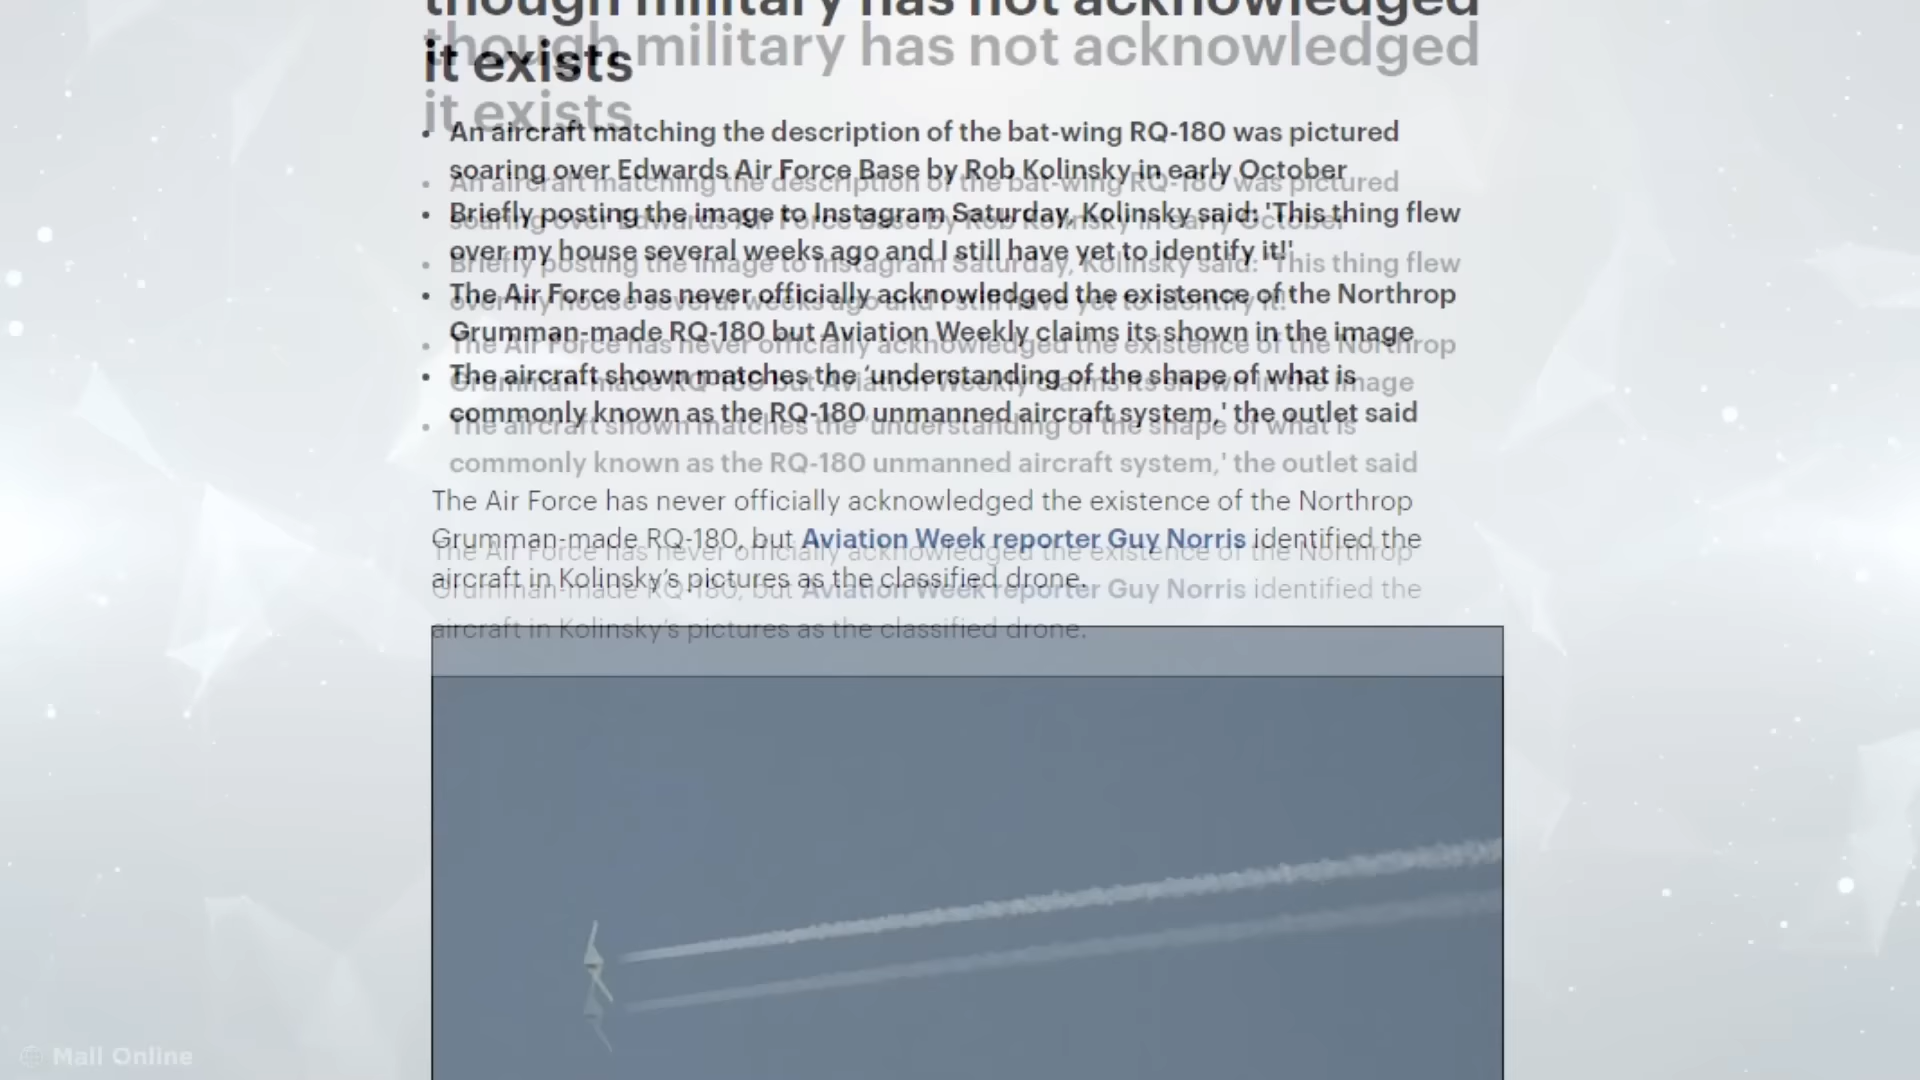 though military has not acknowledged
it exists
• An aircraft matching the description of the bat-wing RQ-180 was pictured
soaring over Edwards Air Force Base by Rob Kolinsky in early October
• Briefly posting the image to Instagram Saturday, Kolinsky said: 'This thing flew
over my house several weeks ago and I still have yet to identify it!'
• The Air Force has never officially acknowledged the existence of the Northrop
Grumman-made RQ-180 but Aviation Weekly claims its shown in the image
• The aircraft shown matches the ‘understanding of the shape of what is
commonly known as the RQ-180 unmanned aircraft system,' the outlet said
The Air Force has never officially acknowledged the existence of the Northrop
Grumman-made RQ-180, but Aviation Week reporter Guy Norris identified the
aircraft in Kolinsky’s pictures as the classified drone.
Mail Online